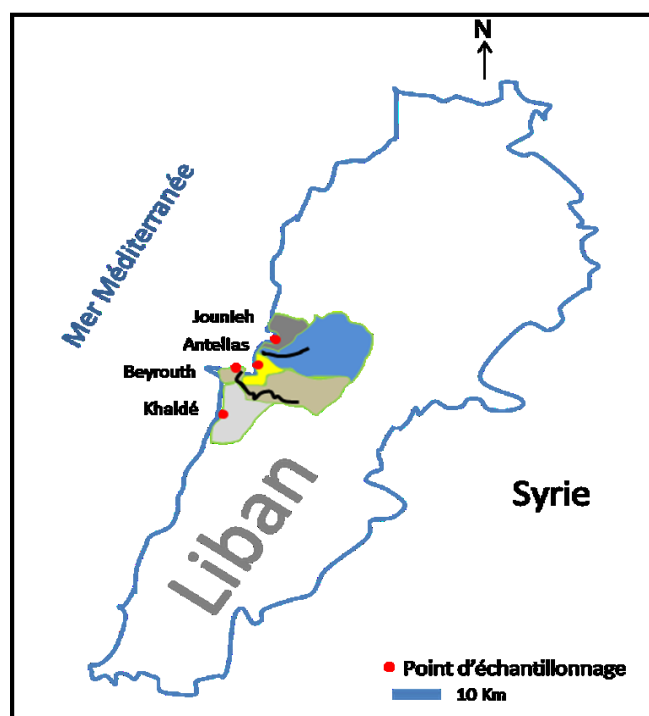 N
Mer Méditerranée
Jounieh
Antelias
Beyrouth
Khaldé
Liban
Syrie
Point d'échantillonnage
10 Km